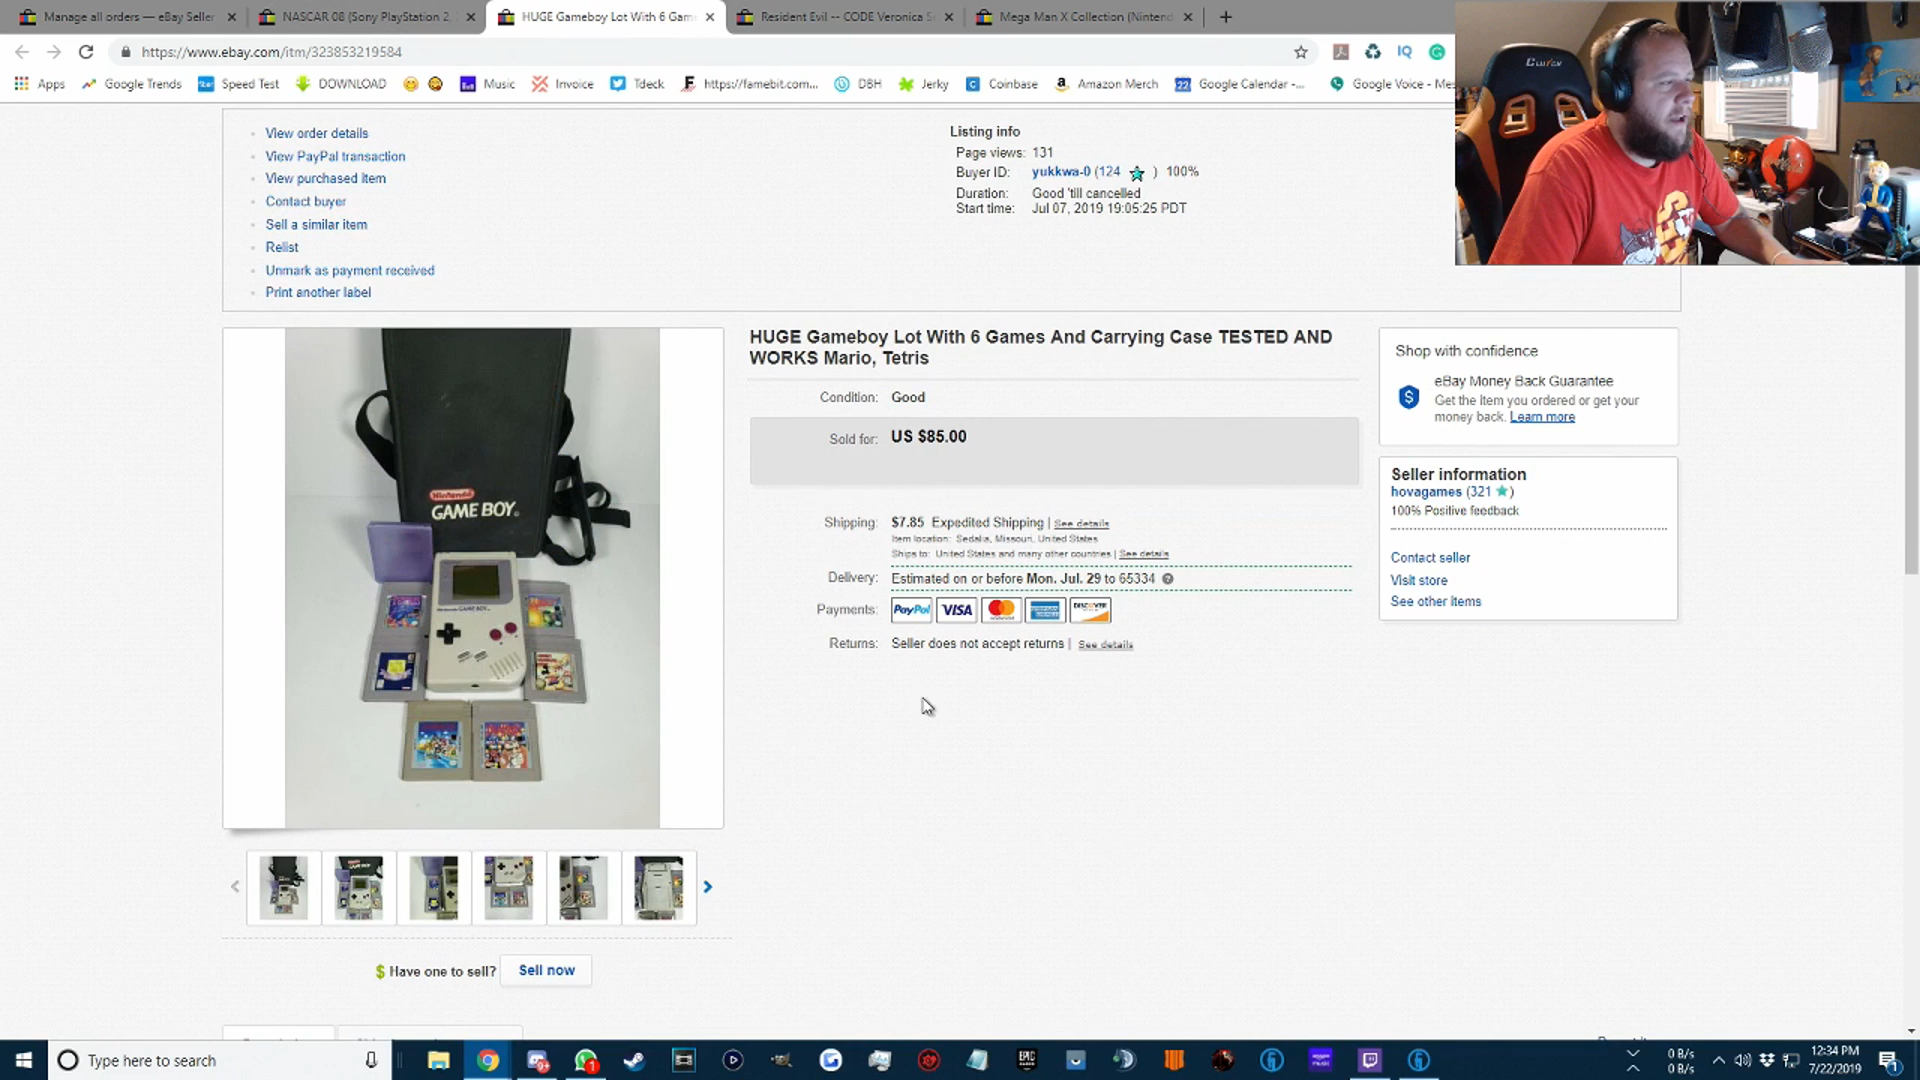 Manage all orders — eBay Seller
NASCAR 08 (Sony PlayStation 2,
HUGE Gameboy Lot With 6 Gam
Resident Evil -- CODE Veronica S
Mega Man X Collection (Nintend
https://www.ebay.com/itm/323853219584
IQ
Apps
Google Trends
Speed Test
DOWNLOAD
Music
Invoice
Tdeck
https://famebit.com...
DBH
Jerky
Coinbase
Amazon Merch
Google Calendar -...
Google Voice - Mes
View order details
View PayPal transaction
View purchased item
Contact buyer
Sell a similar item
Relist
Unmark as payment received
Print another label
Listing info
Page views: 131
Buyer ID: yukkwa-0 (124 ) 100%
Duration: Good 'till cancelled
Start time: Jul 07, 2019 19:05:25 PDT
Nintendo
GAME BOY
HUGE Gameboy Lot With 6 Games And Carrying Case TESTED AND
WORKS Mario, Tetris
Condition: Good
Sold for: US $85.00
Shipping: $7.85 Expedited Shipping | See details
Item location: Sedalia, Missouri, United States
Ships to: United States and many other countries | See details
Delivery: Estimated on or before Mon. Jul. 29 to 65334
Payments: PayPal VISA MasterCard DISCOVER
Returns: Seller does not accept returns | See details
Shop with confidence
eBay Money Back Guarantee
Get the item you ordered or get your
money back. Learn more
Seller information
hovagames (321 )
100% Positive feedback
Contact seller
Visit store
See other items
$ Have one to sell? Sell now
Type here to search
0 B/s
0 B/s
12:34 PM
7/22/2019